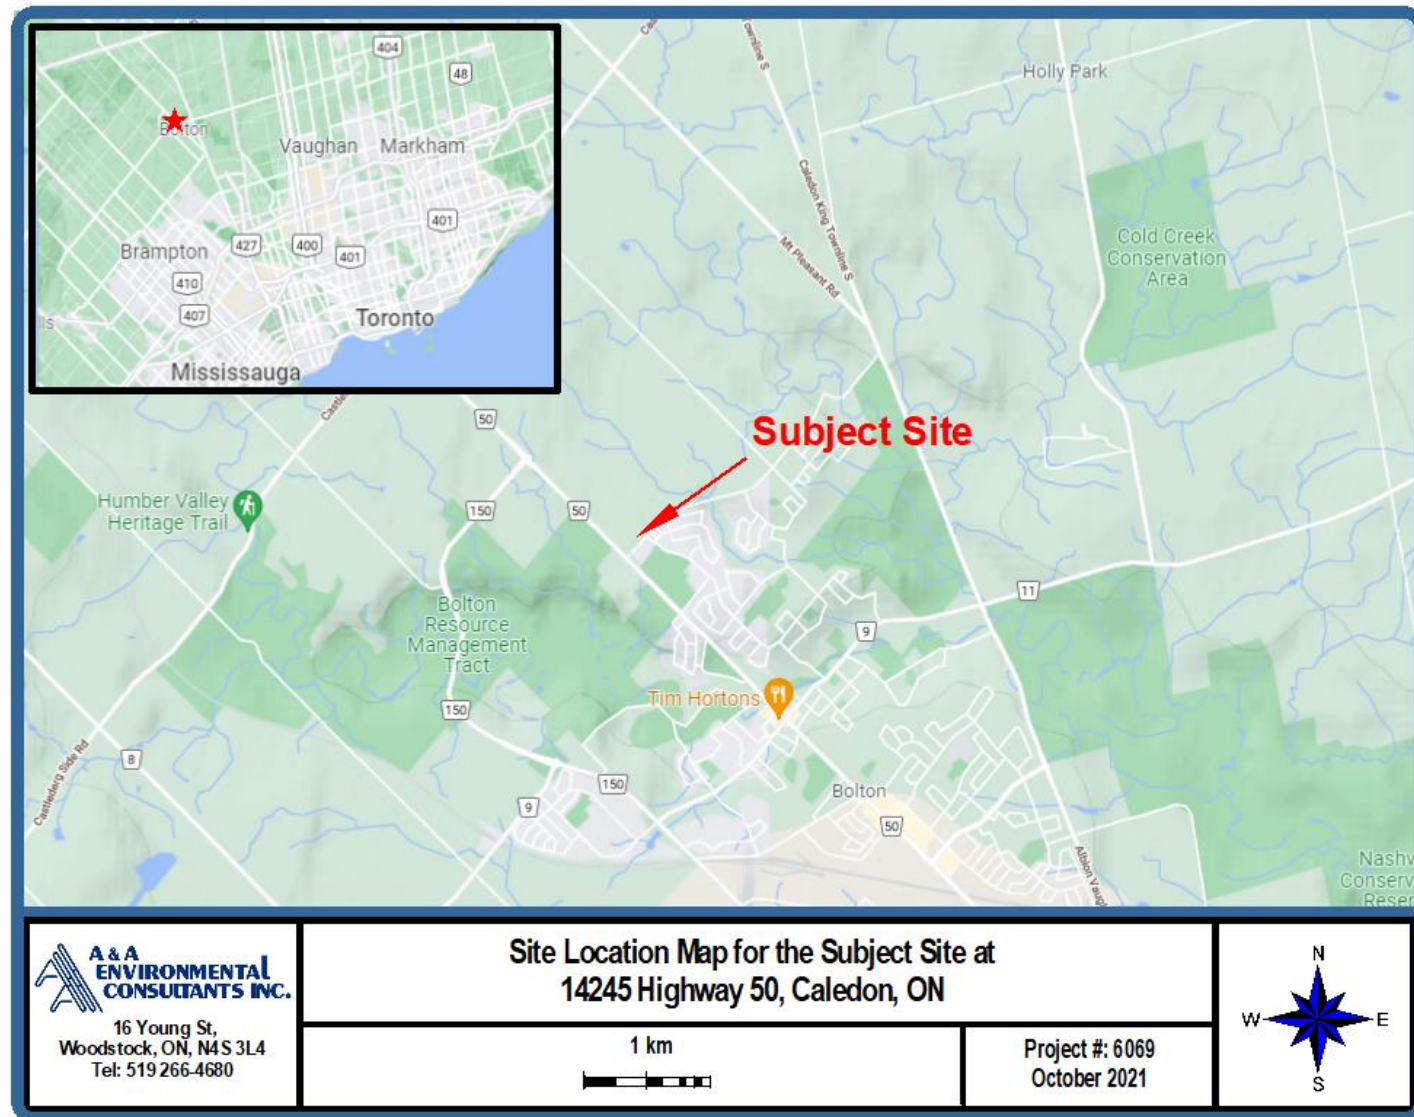 404
48
Bolton
Vaughan
Markham
401
Brampton
427
400
401
410
407
Toronto
Mississauga
Townline S
Holly Park
Caledon King Townline S
Mt Pleasant Rd
Cold Creek
Conservation
Area
50
Subject Site
Humber Valley
Heritage Trail
150
50
11
Bolton
Resource
Management
Tract
9
Tim Hortons
150
8
Castlederg Side Rd
150
9
Bolton
50
A & A
ENVIRONMENTAL
CONSULTANTS INC.
16 Young St,
Woodstock, ON, N4S 3L4
Tel: 519 266-4680
Site Location Map for the Subject Site at
14245 Highway 50, Caledon, ON
1 km
Project #: 6069
October 2021
N
W
E
S